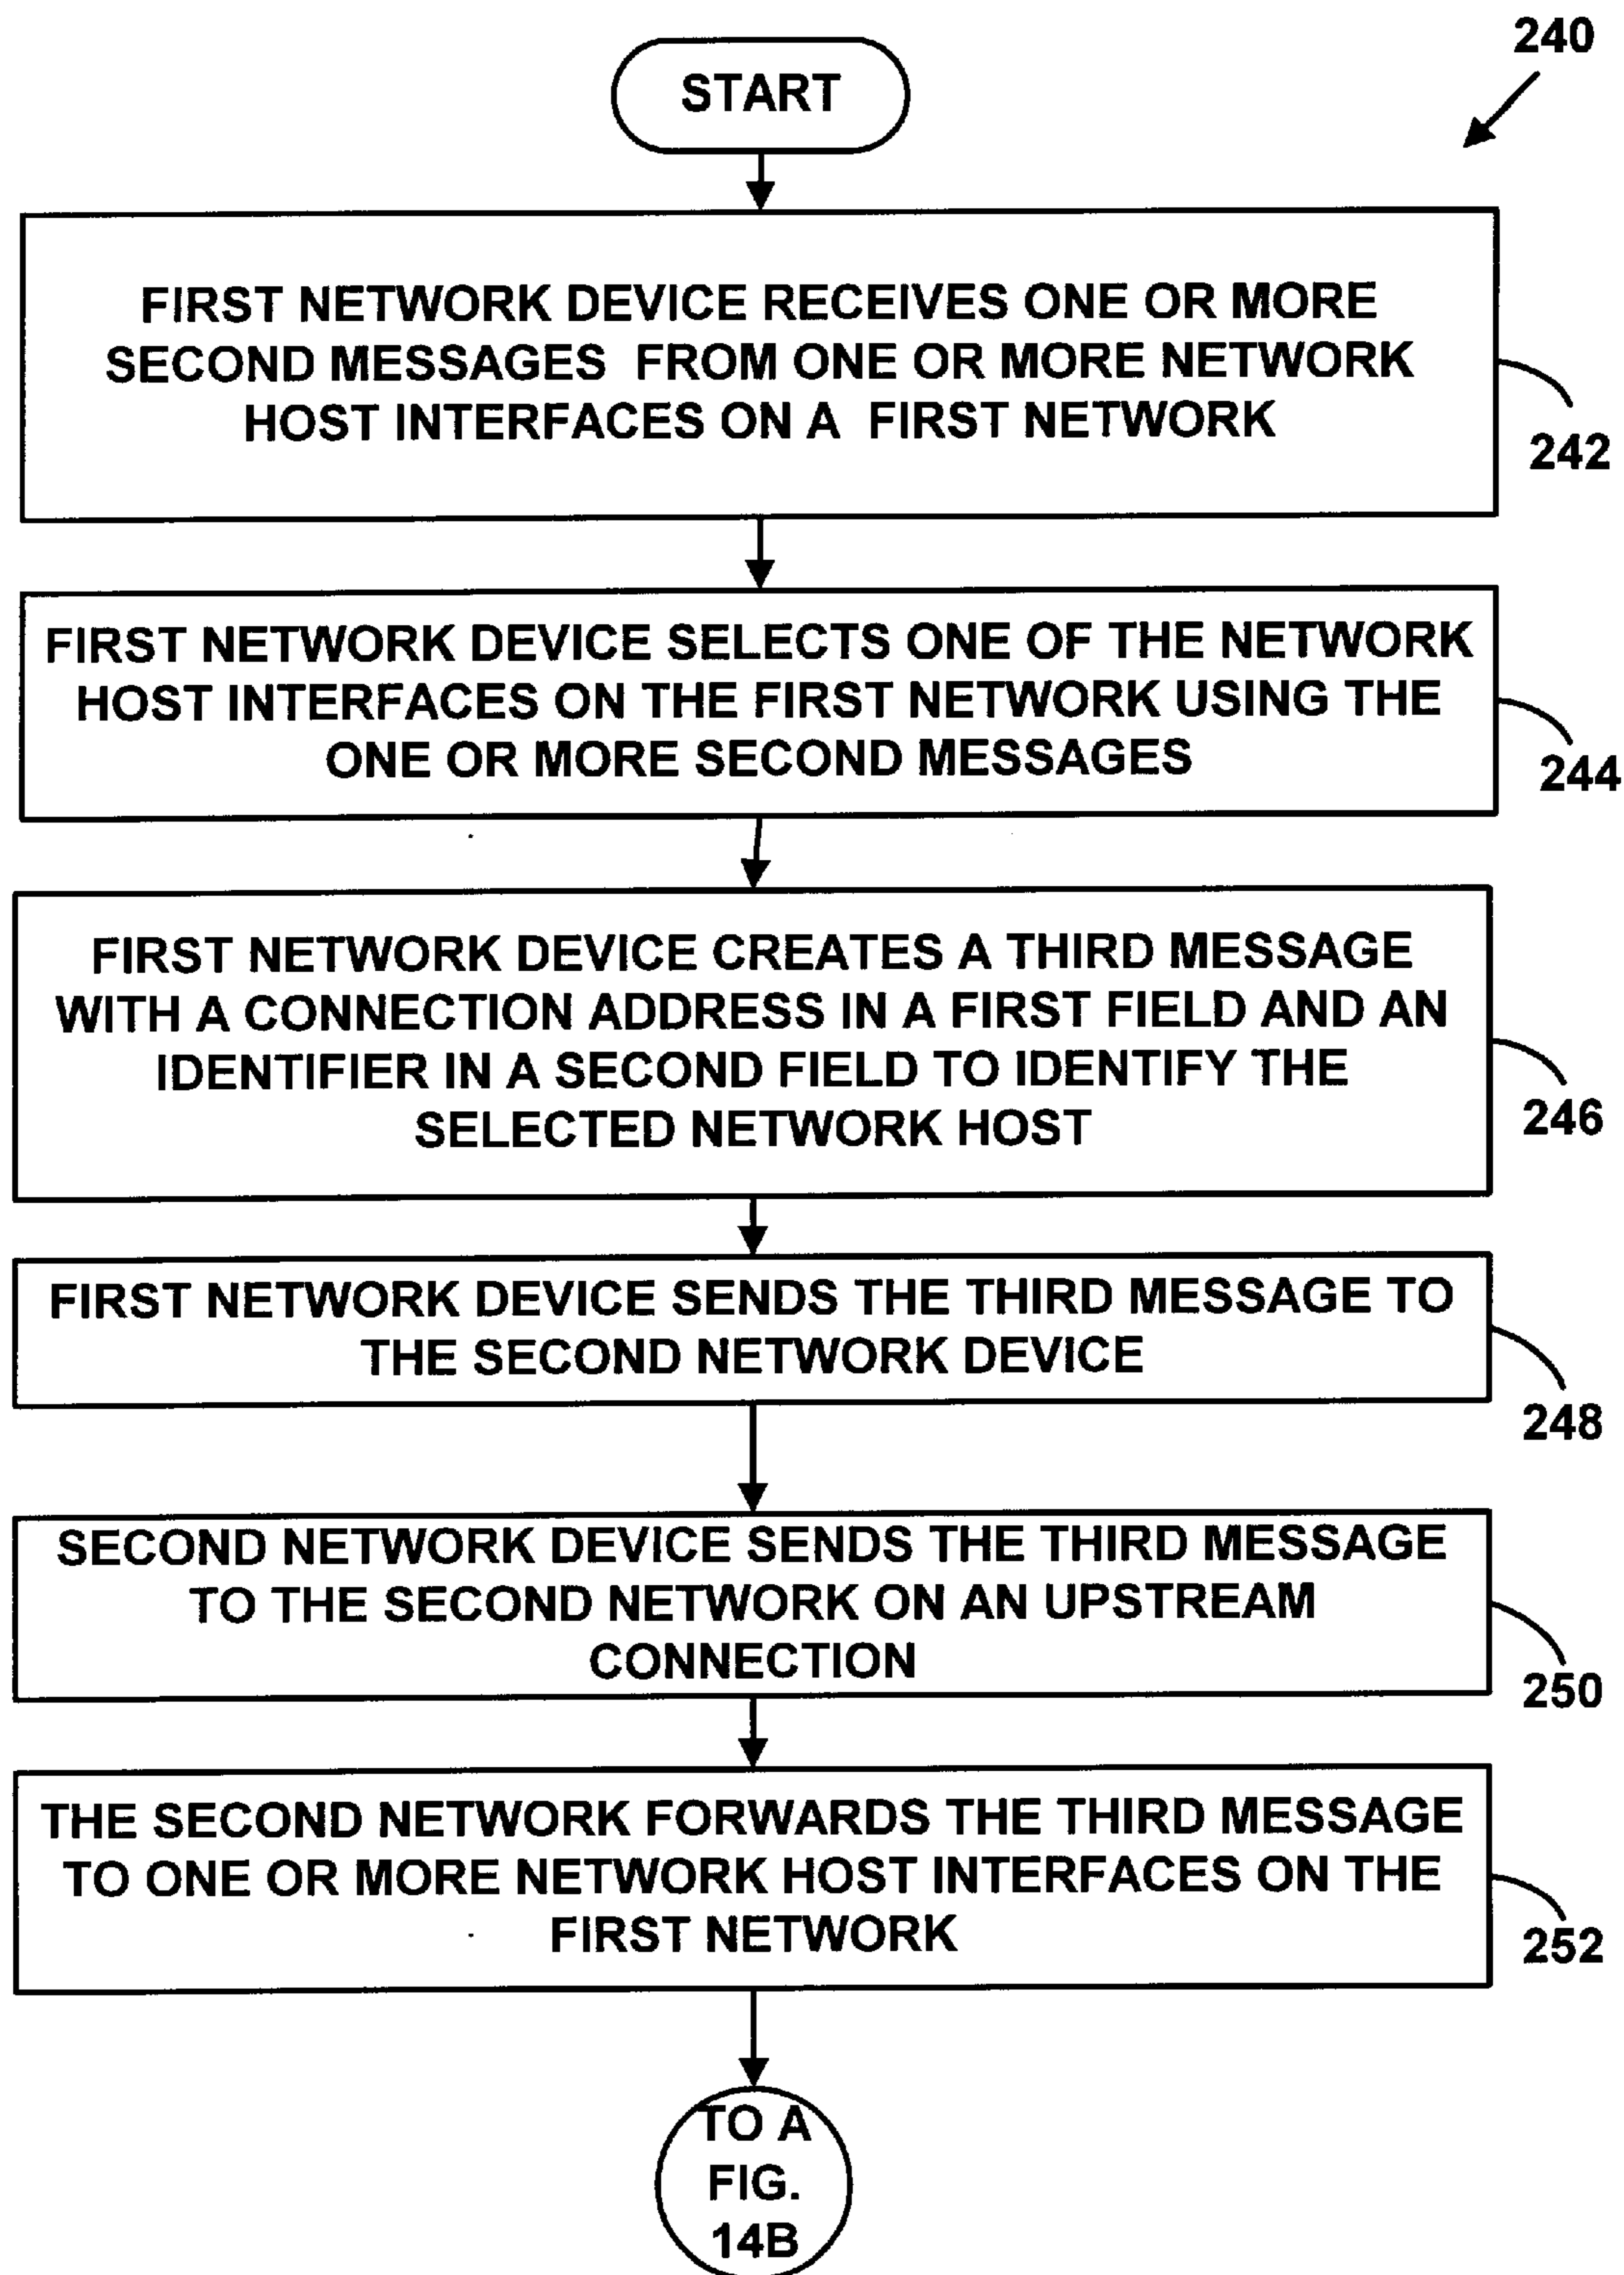 240
START
FIRST NETWORK DEVICE RECEIVES ONE OR MORE
SECOND MESSAGES FROM ONE OR MORE NETWORK
HOST INTERFACES ON A FIRST NETWORK
242
FIRST NETWORK DEVICE SELECTS ONE OF THE NETWORK
HOST INTERFACES ON THE FIRST NETWORK USING THE
ONE OR MORE SECOND MESSAGES
244
FIRST NETWORK DEVICE CREATES A THIRD MESSAGE
WITH A CONNECTION ADDRESS IN A FIRST FIELD AND AN
IDENTIFIER IN A SECOND FIELD TO IDENTIFY THE
SELECTED NETWORK HOST
246
FIRST NETWORK DEVICE SENDS THE THIRD MESSAGE TO
THE SECOND NETWORK DEVICE
248
SECOND NETWORK DEVICE SENDS THE THIRD MESSAGE
TO THE SECOND NETWORK ON AN UPSTREAM
CONNECTION
250
THE SECOND NETWORK FORWARDS THE THIRD MESSAGE
TO ONE OR MORE NETWORK HOST INTERFACES ON THE
FIRST NETWORK
252
TO A
FIG.
14B